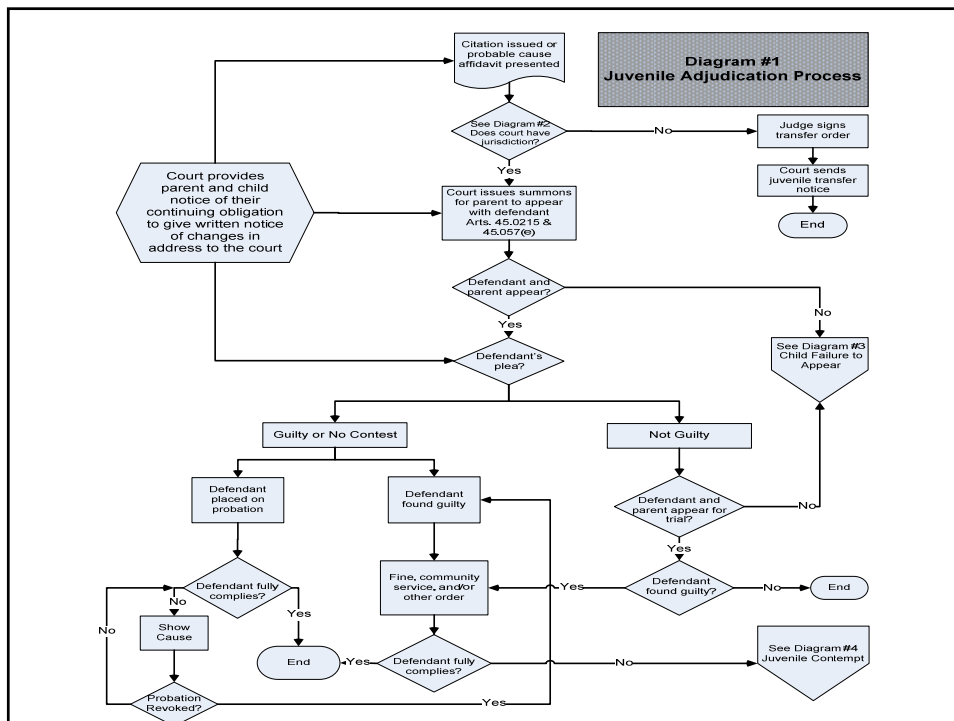 Citation issued or
probable cause
affidavit presented
Diagram #1
Juvenile Adjudication Process
See Diagram #2
Does court have
jurisdiction?
No
Judge signs
transfer order
Yes
Court provides
parent and child
notice of their
continuing obligation
to give written notice
of changes in
address to the court
Court issues summons
for parent to appear
with defendant
Arts. 45.0215 &
45.057(e)
Court sends
juvenile transfer
notice
End
Defendant and
parent appear?
No
Yes
See Diagram #3
Child Failure to
Appear
Defendant's
plea?
Guilty or No Contest
Not Guilty
Defendant
placed on
probation
Defendant
found guilty
Defendant and
parent appear for
trial?
No
Yes
Defendant fully
complies?
No
Yes
Fine, community
service, and/or
other order
Yes
Defendant
found guilty?
No
End
No
Show
Cause
End
Yes
Defendant fully
complies?
No
See Diagram #4
Juvenile Contempt
Probation
Revoked?
Yes